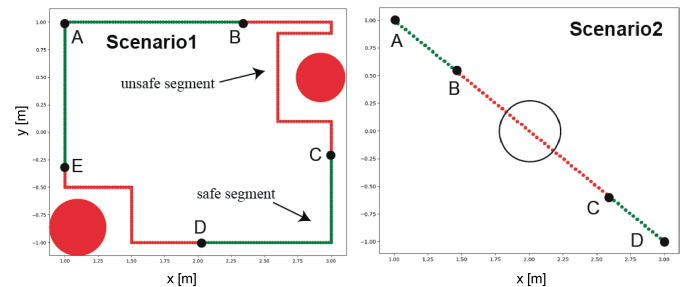 Scenario1
A
B
C
D
E
unsafe segment
safe segment
1.00
0.75
0.50
0.25
0.00
−0.25
−0.50
−0.75
−1.00
1.00
1.25
1.50
1.75
2.00
2.25
2.50
2.75
3.00
y [m]
x [m]
Scenario2
A
B
C
D
1.00
0.75
0.50
0.25
0.00
−0.25
−0.50
−0.75
−1.00
1.00
1.25
1.50
1.75
2.00
2.25
2.50
2.75
3.00
x [m]